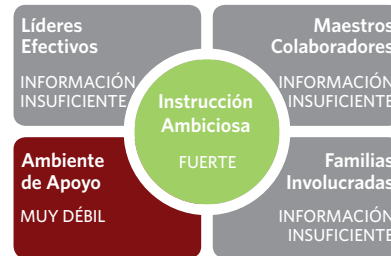 Líderes
Efectivos
INFORMACIÓN
INSUFICIENTE
Maestros
Colaboradores
INFORMACIÓN
INSUFICIENTE
Instrucción
Ambiciosa
FUERTE
Ambiente
de Apoyo
MUY DÉBIL
Familias
Involucradas
INFORMACIÓN
INSUFICIENTE